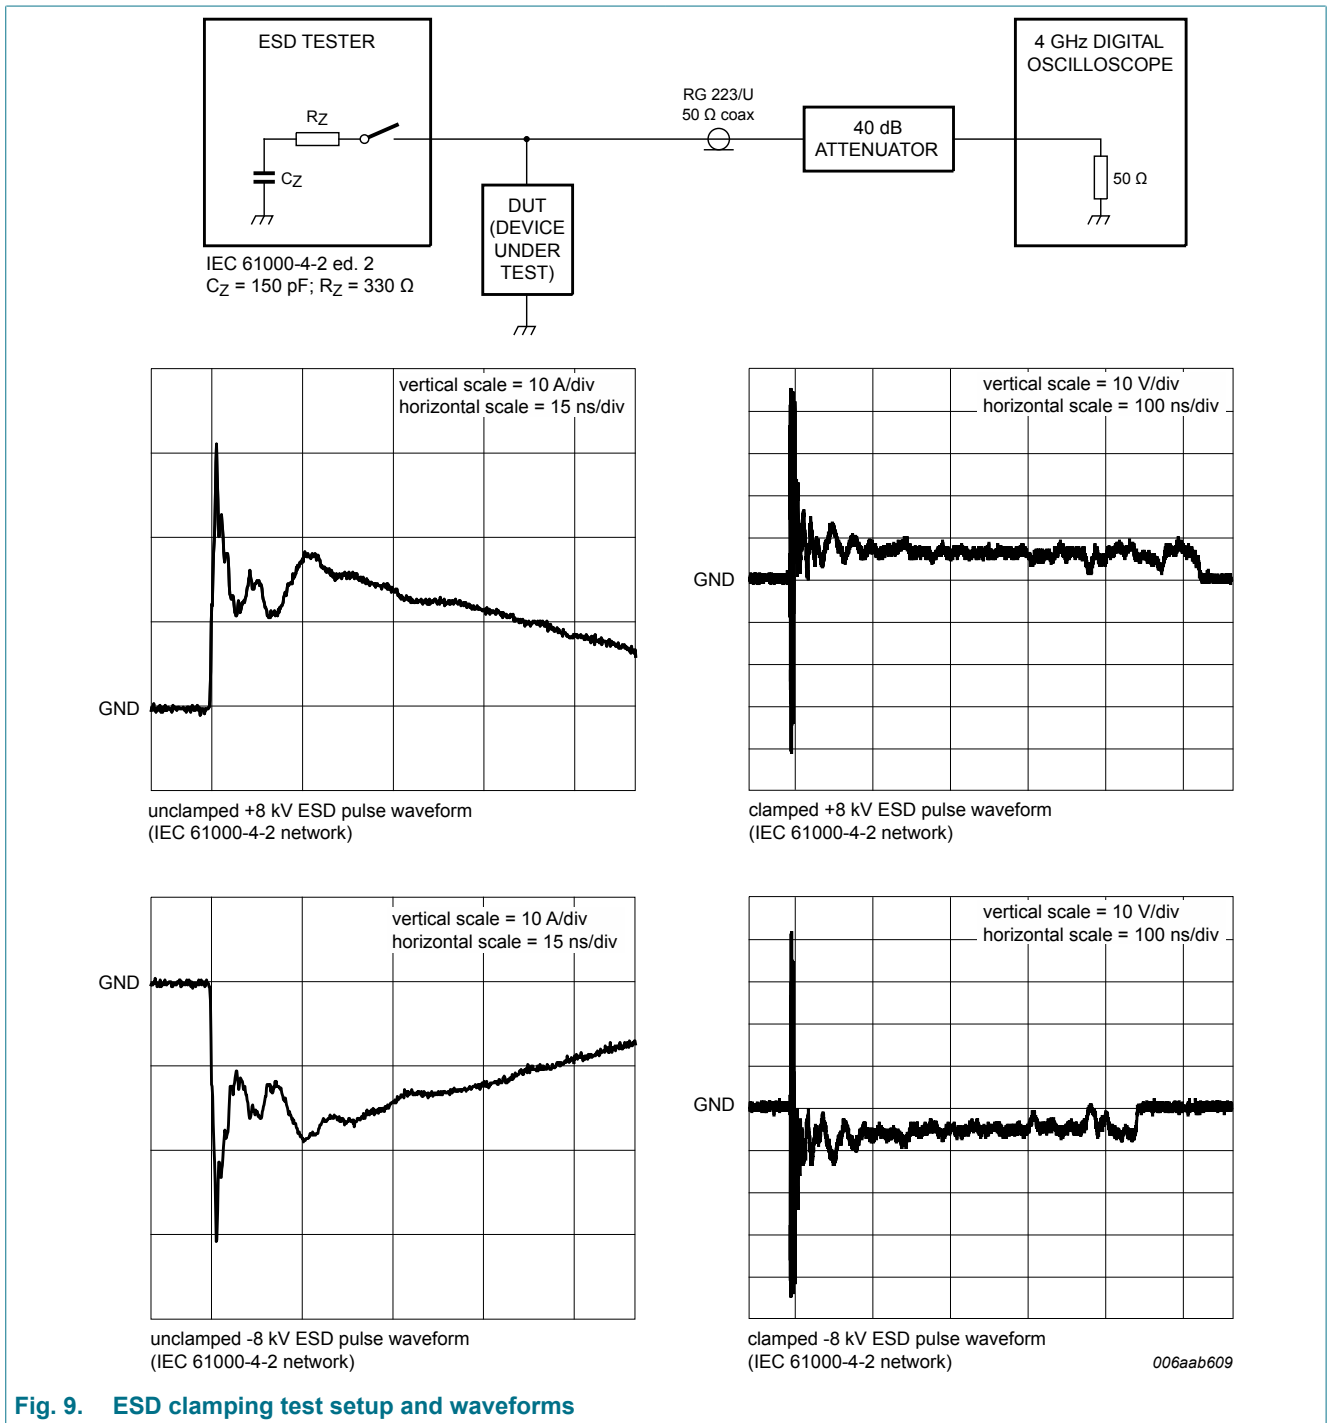 ESD TESTER
RZ
CZ
IEC 61000-4-2 ed. 2
CZ = 150 pF; RZ = 330 Ω
DUT
(DEVICE
UNDER
TEST)
RG 223/U
50 Ω coax
40 dB
ATTENUATOR
4 GHz DIGITAL
OSCILLOSCOPE
50 Ω
vertical scale = 10 A/div
horizontal scale = 15 ns/div
GND
unclamped +8 kV ESD pulse waveform
(IEC 61000-4-2 network)
vertical scale = 10 V/div
horizontal scale = 100 ns/div
GND
clamped +8 kV ESD pulse waveform
(IEC 61000-4-2 network)
vertical scale = 10 A/div
horizontal scale = 15 ns/div
GND
unclamped -8 kV ESD pulse waveform
(IEC 61000-4-2 network)
vertical scale = 10 V/div
horizontal scale = 100 ns/div
GND
clamped -8 kV ESD pulse waveform
(IEC 61000-4-2 network)
006aab609
Fig. 9. ESD clamping test setup and waveforms